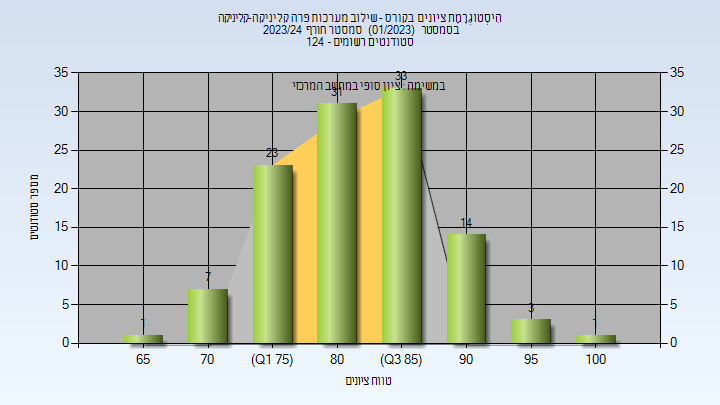 היסטוגרמת ציונים בקורס - שילוב מערכות פרה קליניקה-קליניקה
בסמסטר (01/2023) סמסטר חורף 2023/24
סטודנטים רשומים - 124
במשימה : ציון סופי במחשב המרכזי
35 35
30 30
25 25
20 20
15 15
10 10
5 5
0 0
1 7 23 31 33 14 3 1
מספר סטודנטים
65 70 (Q1 75) 80 (Q3 85) 90 95 100
טווח ציונים